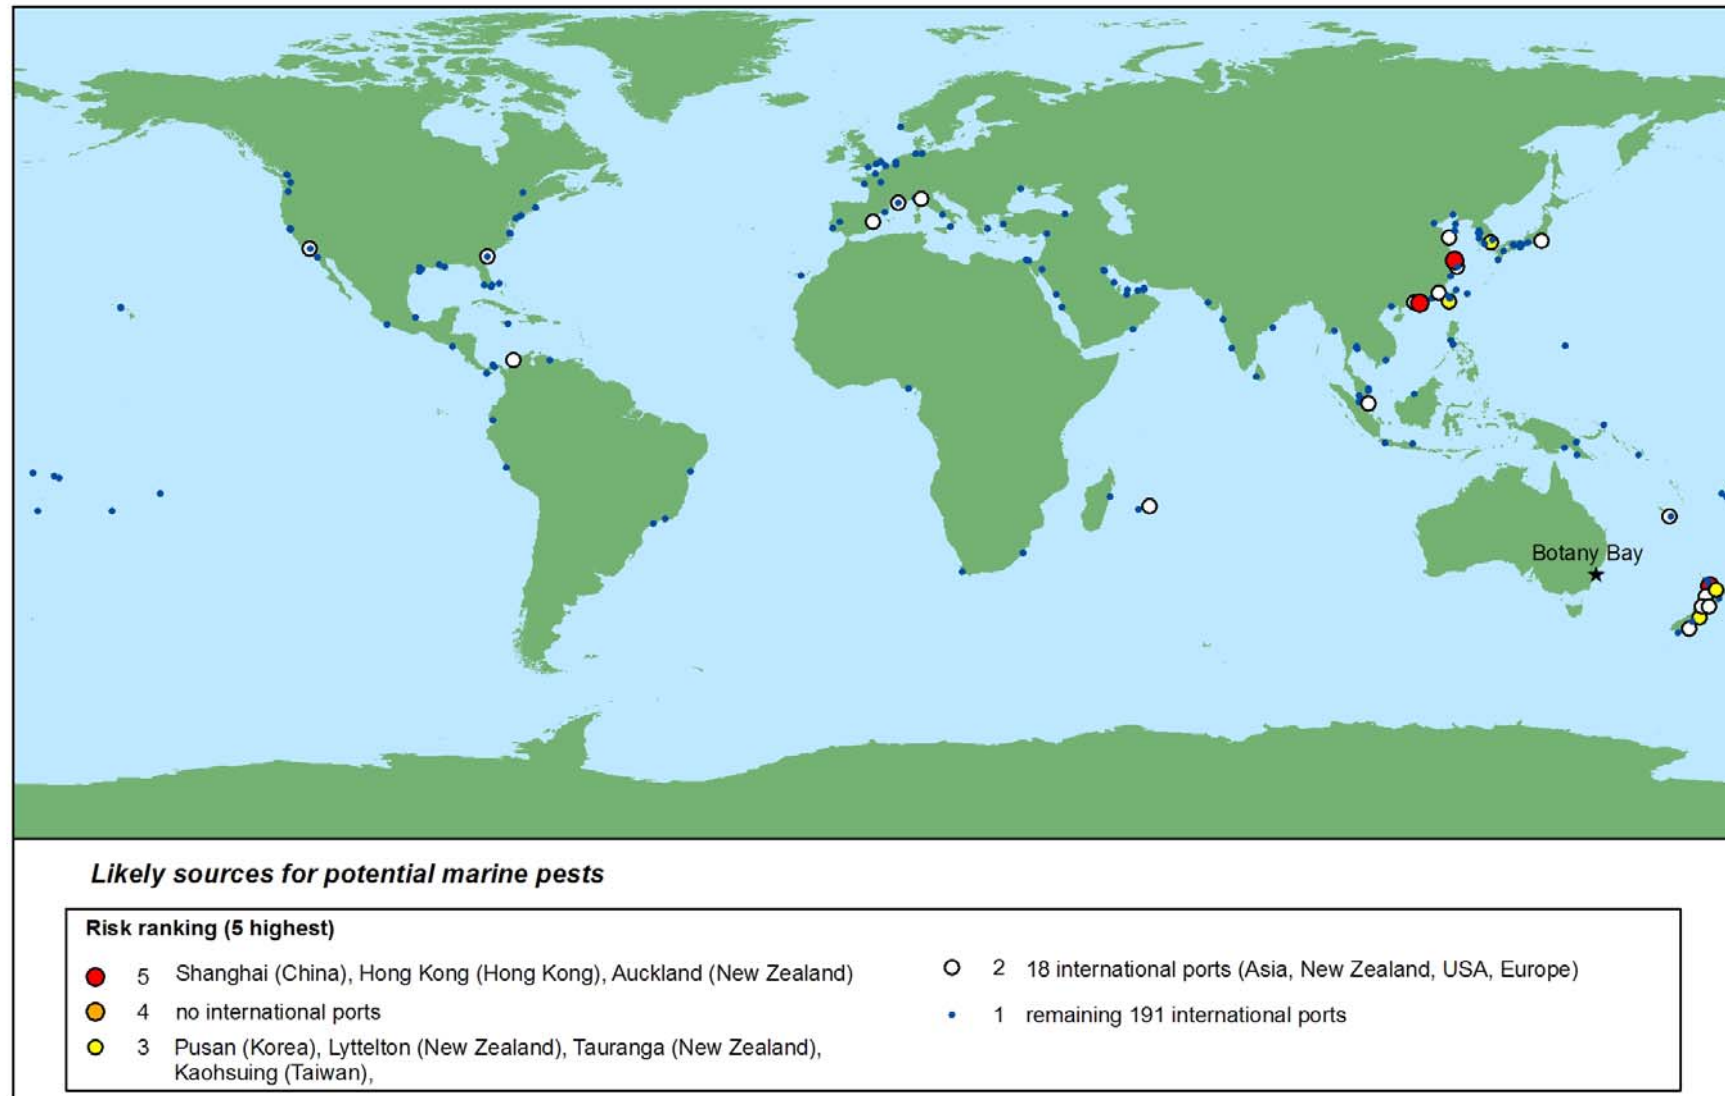 Botany Bay
Likely sources for potential marine pests
Risk ranking (5 highest)
5 Shanghai (China), Hong Kong (Hong Kong), Auckland (New Zealand)
4 no international ports
3 Pusan (Korea), Lyttelton (New Zealand), Tauranga (New Zealand),
Kaohsuing (Taiwan),
2 18 international ports (Asia, New Zealand, USA, Europe)
1 remaining 191 international ports